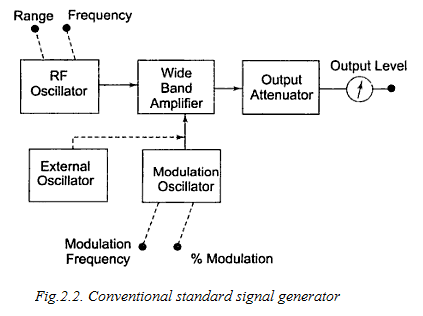 Range Frequency
RF
Oscillator
Wide
Band
Amplifier
Output
Attenuator
Output Level
External
Oscillator
Modulation
Oscillator
Modulation
Frequency
% Modulation
Fig.2.2. Conventional standard signal generator